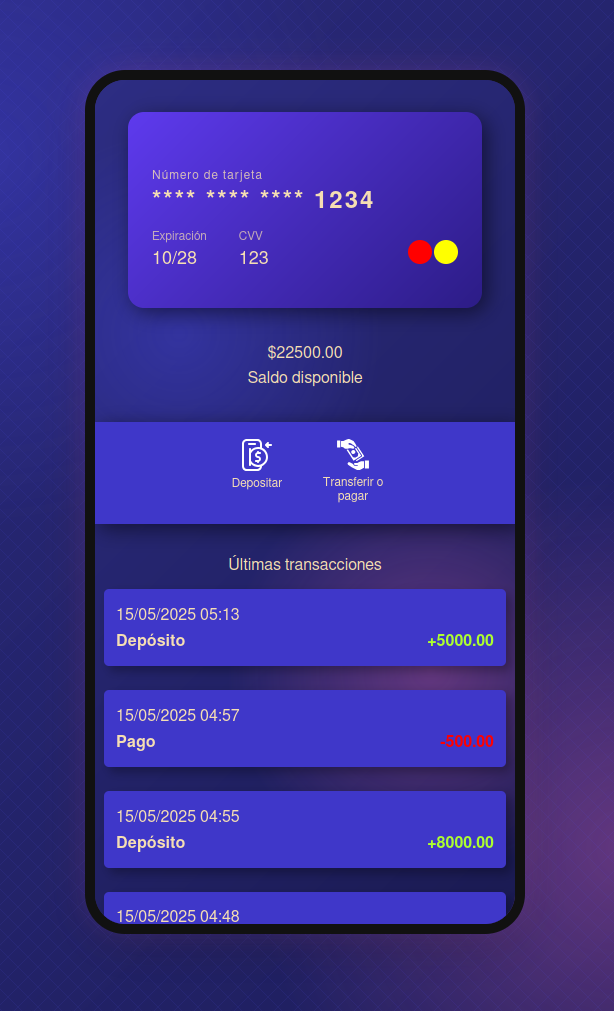 Número de tarjeta
**** **** **** 1234
Expiración CVV
10/28 123
$22500.00
Saldo disponible
Depositar
Transferir o
pagar
Últimas transacciones
15/05/2025 05:13
Depósito +5000.00
15/05/2025 04:57
Pago -500.00
15/05/2025 04:55
Depósito +8000.00
15/05/2025 04:48